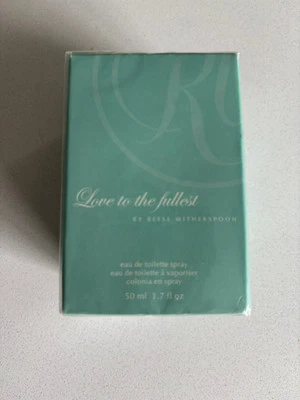 RW
Love to the fullest
BY REESE WITHERSPOON
eau de toilette spray
eau de toilette à vaporiser
colonia en spray
50 ml 1.7 fl oz